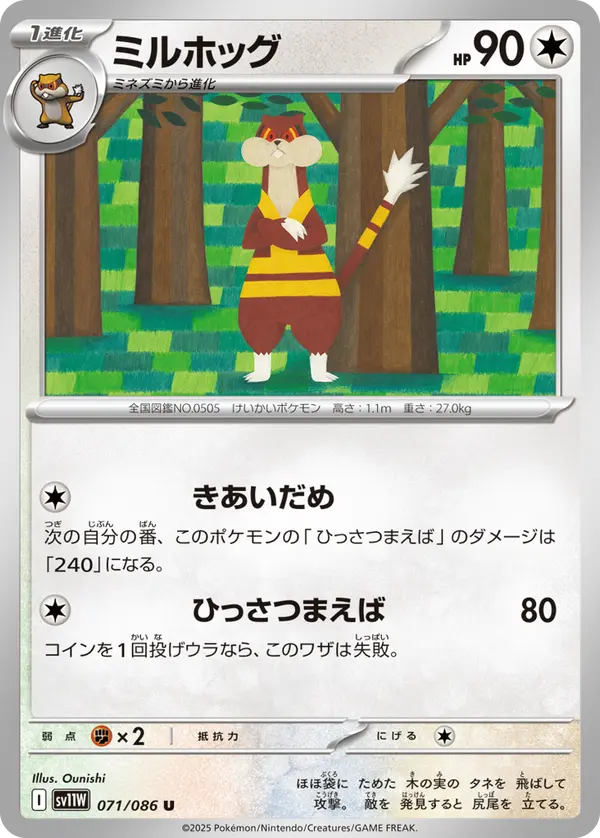 1進化
ミルホッグ
HP 90
ミネズミから進化
全国図鑑NO.0505 けいかいポケモン 高さ：1.1m 重さ：27.0kg
きあいだめ
次の自分の番、このポケモンの「ひっさつまえば」のダメージは
「240」になる。
ひっさつまえば 80
コインを1回投げウラなら、このワザは失敗。
弱点 ×2 抵抗力 にげる
Illus. Ounishi
I sv11W 071/086 U
ほほ袋に ためた 木の実の タネを 飛ばして
攻撃。 敵を 発見すると 尻尾を 立てる。
©2025 Pokémon/Nintendo/Creatures/GAME FREAK.